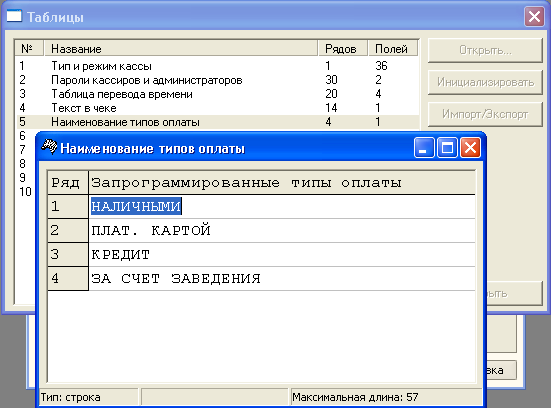 Таблицы
№ Название Рядов Полей
1 Тип и режим кассы 1 36
2 Пароли кассиров и администраторов 30 2
3 Таблица перевода времени 20 4
4 Текст в чеке 14 1
5 Наименование типов оплаты 4 1
6
7
8
9
10
Открыть...
Инициализировать
Импорт/Экспорт
Наименование типов оплаты
Ряд Запрограммированные типы оплаты
1 НАЛИЧНЫМИ
2 ПЛАТ. КАРТОЙ
3 КРЕДИТ
4 ЗА СЧЕТ ЗАВЕДЕНИЯ
Тип: строка Максимальная длина: 57